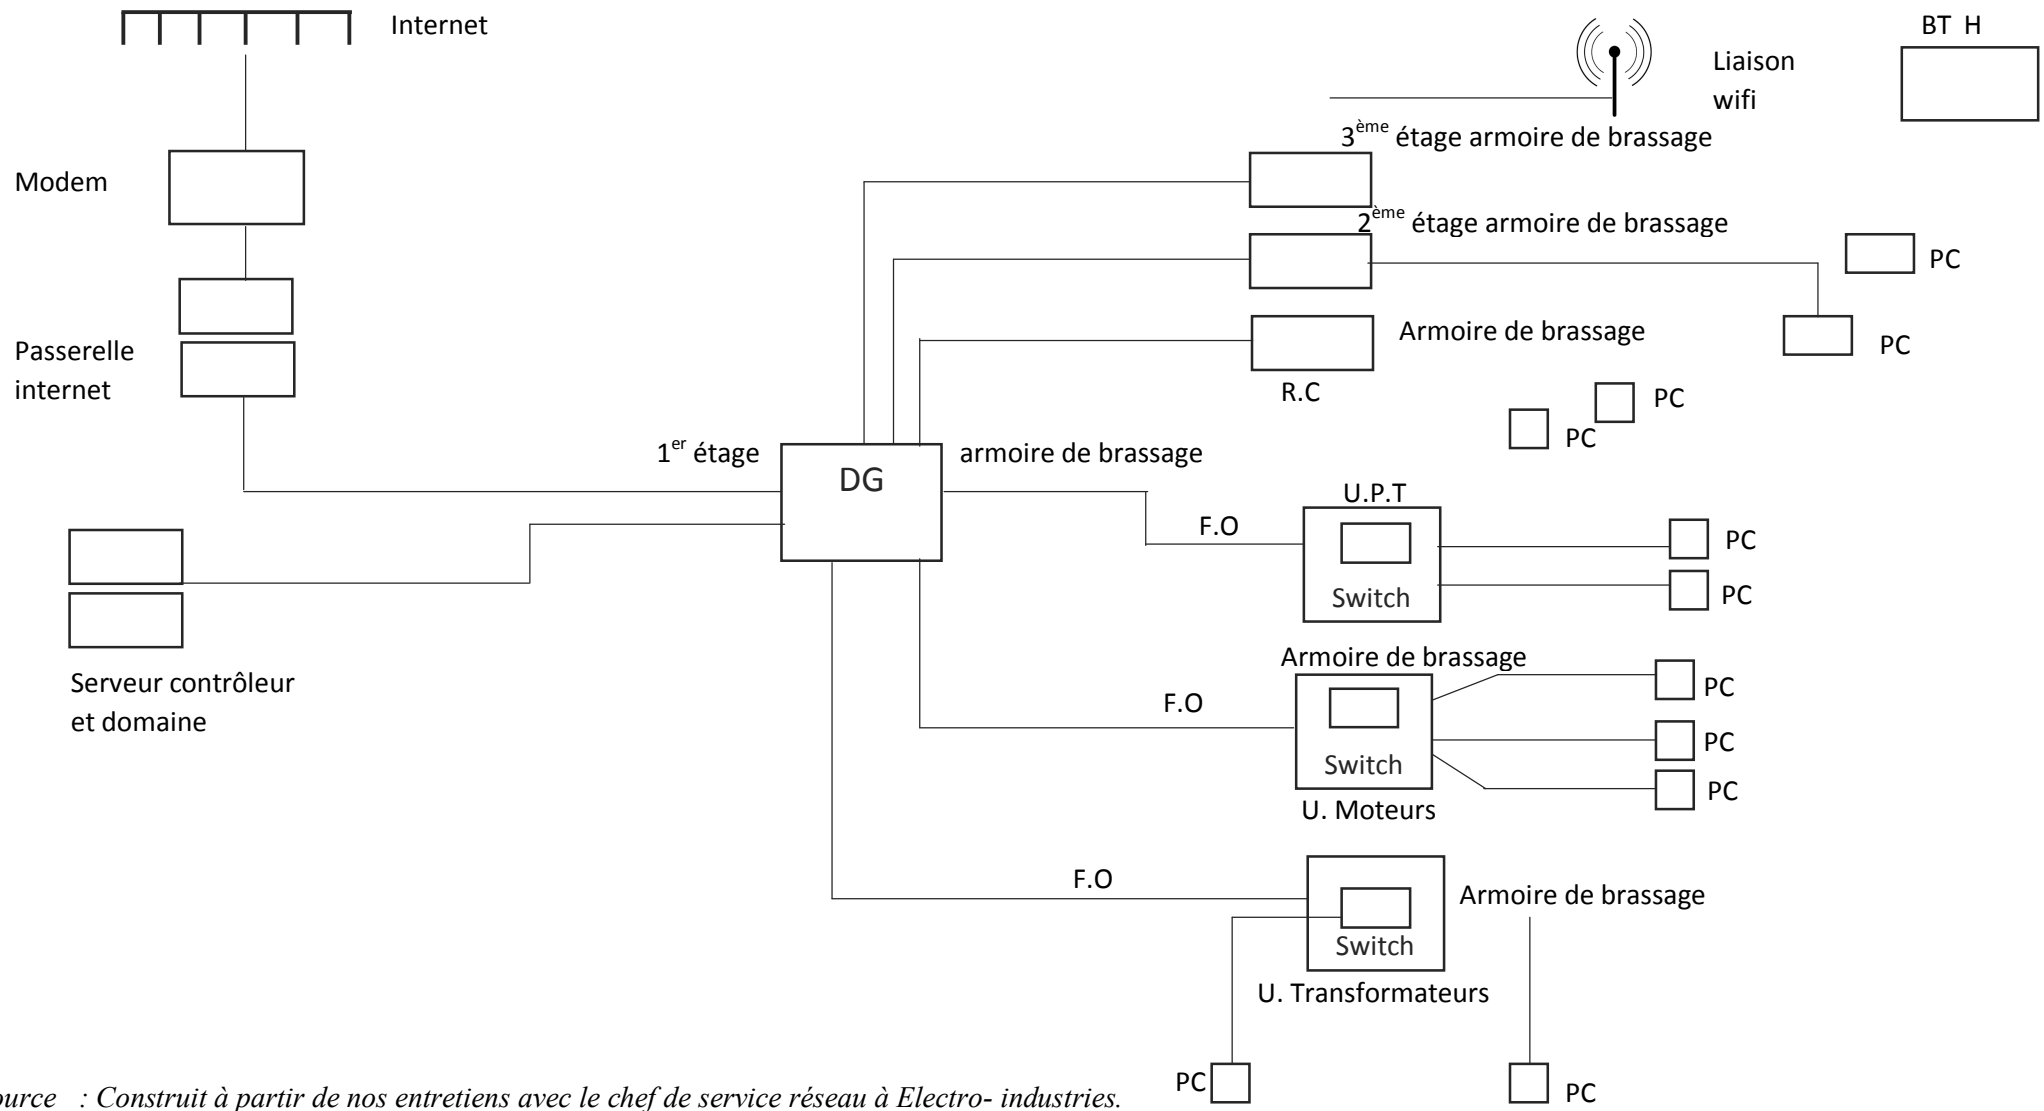 Internet
BT H
Liaison
wifi
3ème étage armoire de brassage
Modem
2ème étage armoire de brassage
PC
Armoire de brassage
PC
Passerelle
internet
R.C
PC
PC
1er étage
DG
armoire de brassage
U.P.T
F.O
PC
Switch
PC
Armoire de brassage
Serveur contrôleur
et domaine
F.O
PC
PC
Switch
PC
U. Moteurs
F.O
Armoire de brassage
Switch
U. Transformateurs
PC
PC
ource : Construit à partir de nos entretiens avec le chef de service réseau à Electro- industries.